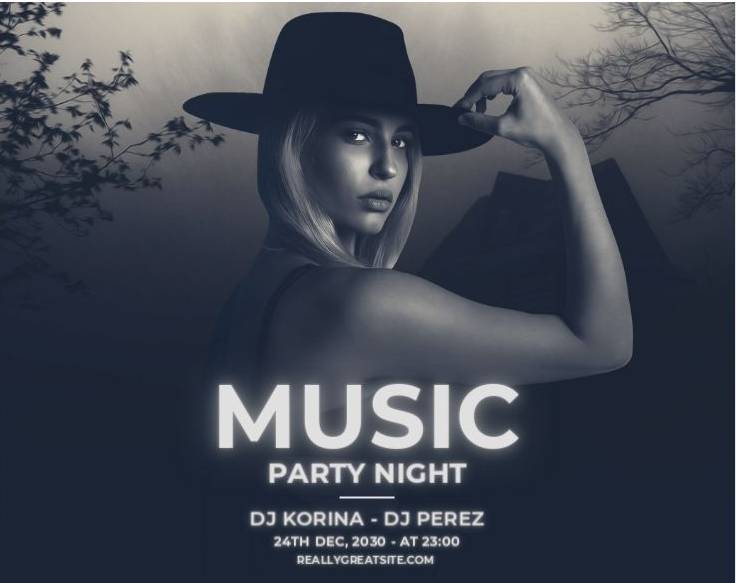 MUSIC
PARTY NIGHT
DJ KORINA - DJ PEREZ
24TH DEC, 2030 - AT 23:00
REALLYGREATSITE.COM